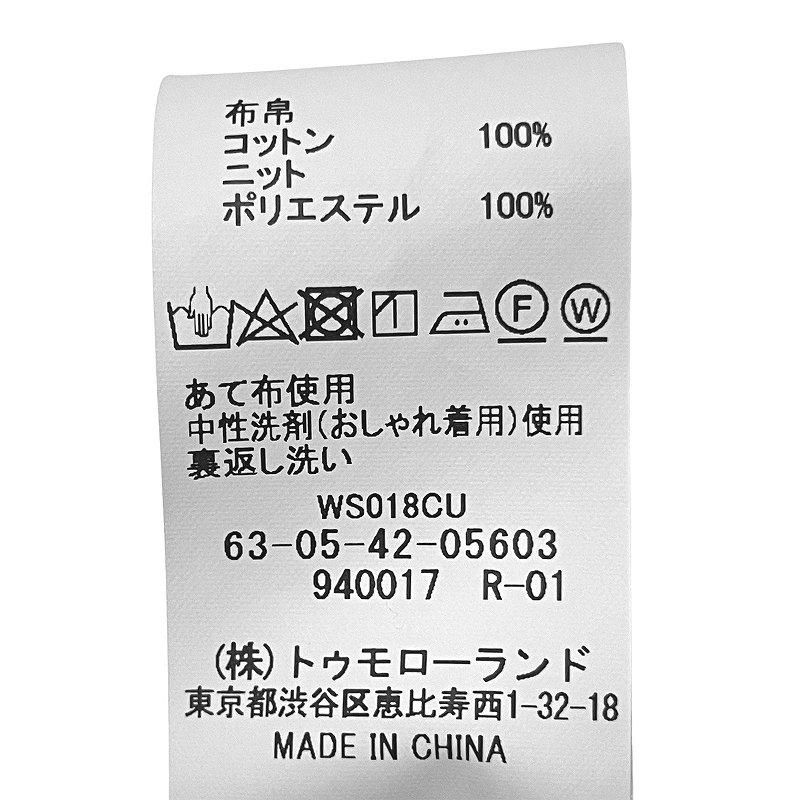 布帛
コットン 100%
ニット
ポリエステル 100%
F W
あて布使用
中性洗剤(おしゃれ着用)使用
裏返し洗い
WS018CU
63-05-42-05603
940017 R-01
(株)トゥモローランド
東京都渋谷区恵比寿西1-32-18
MADE IN CHINA